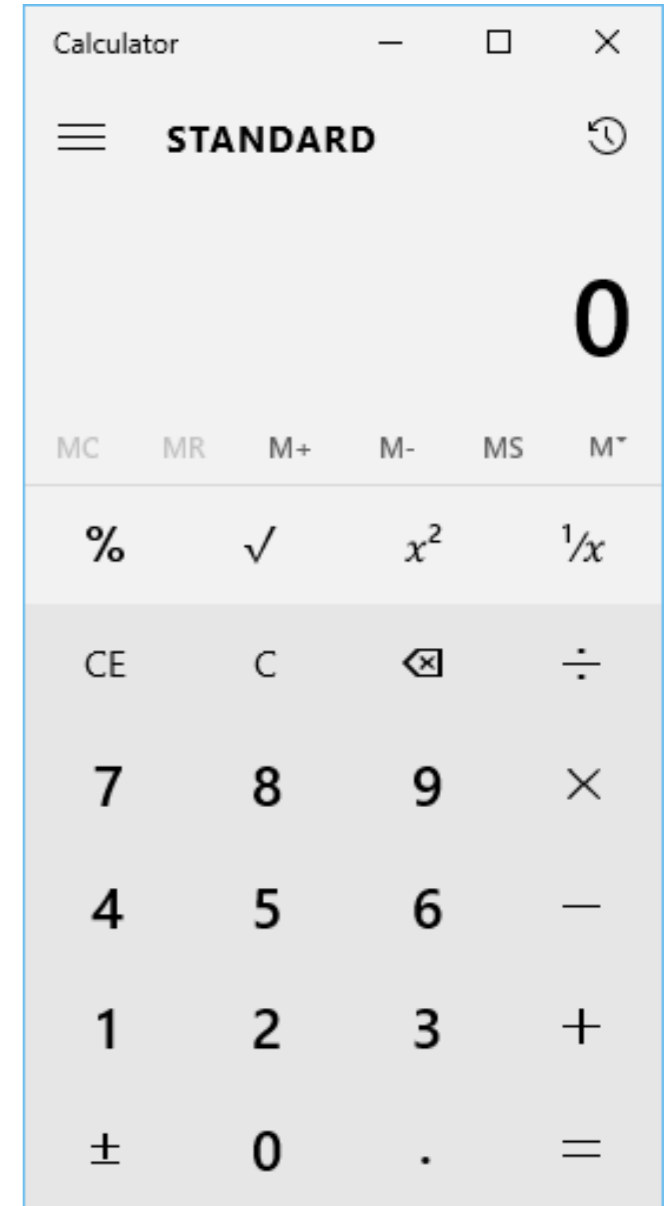 Calculator
STANDARD
0
MC MR M+ M- MS M˅
% √ x² ¹/x
CE C ÷
7 8 9 ×
4 5 6 −
1 2 3 +
± 0 . =